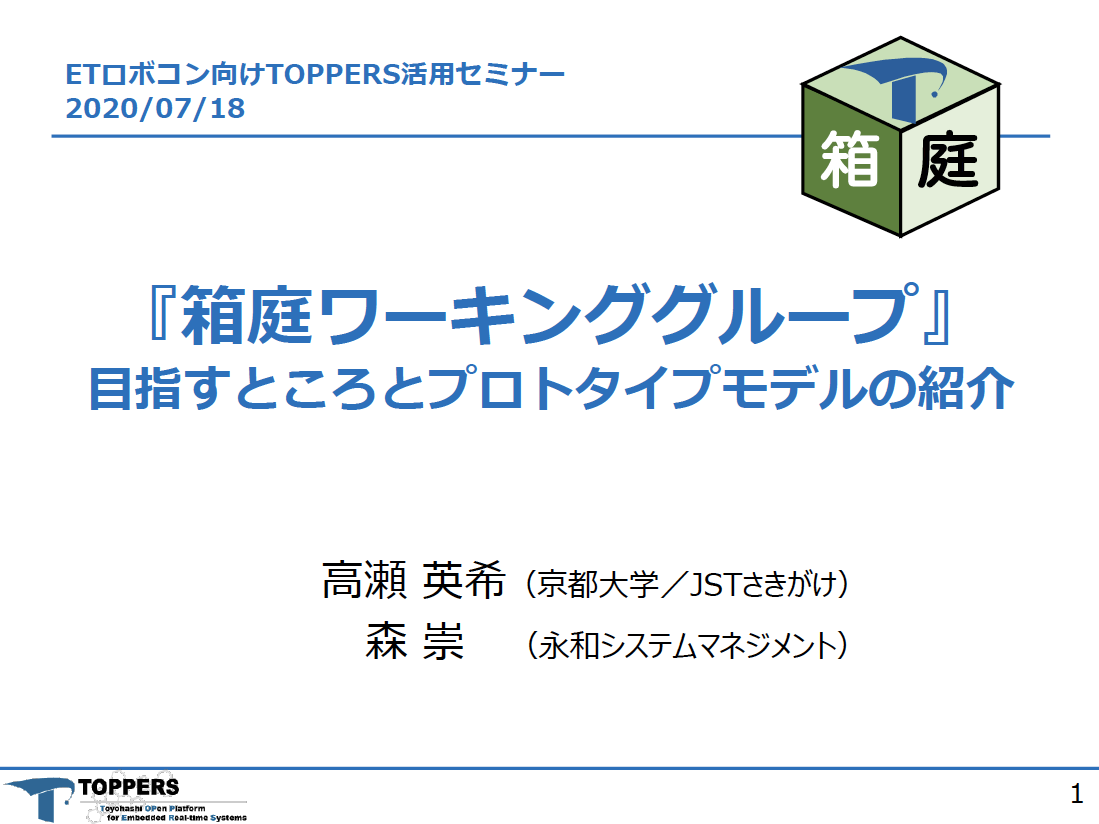 ETロボコン向けTOPPERS活用セミナー
2020/07/18
箱 庭
『箱庭ワーキンググループ』
目指すところとプロトタイプモデルの紹介
高瀬 英希（京都大学／JSTさきがけ）
森 崇 （永和システムマネジメント）
TOPPERS
Toyohashi OPen Platform
for Embedded Real-time Systems
1